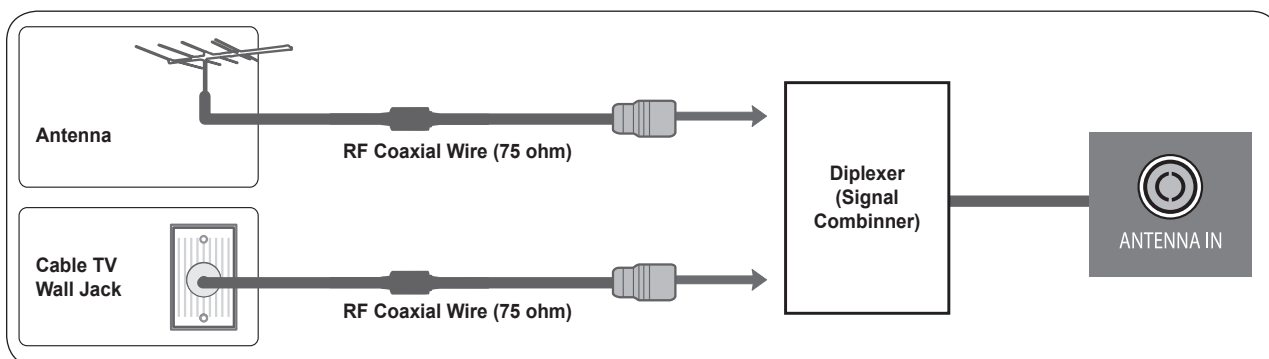 Antenna
RF Coaxial Wire (75 ohm)
Cable TV
Wall Jack
RF Coaxial Wire (75 ohm)
Diplexer
(Signal
Combinner)
ANTENNA IN